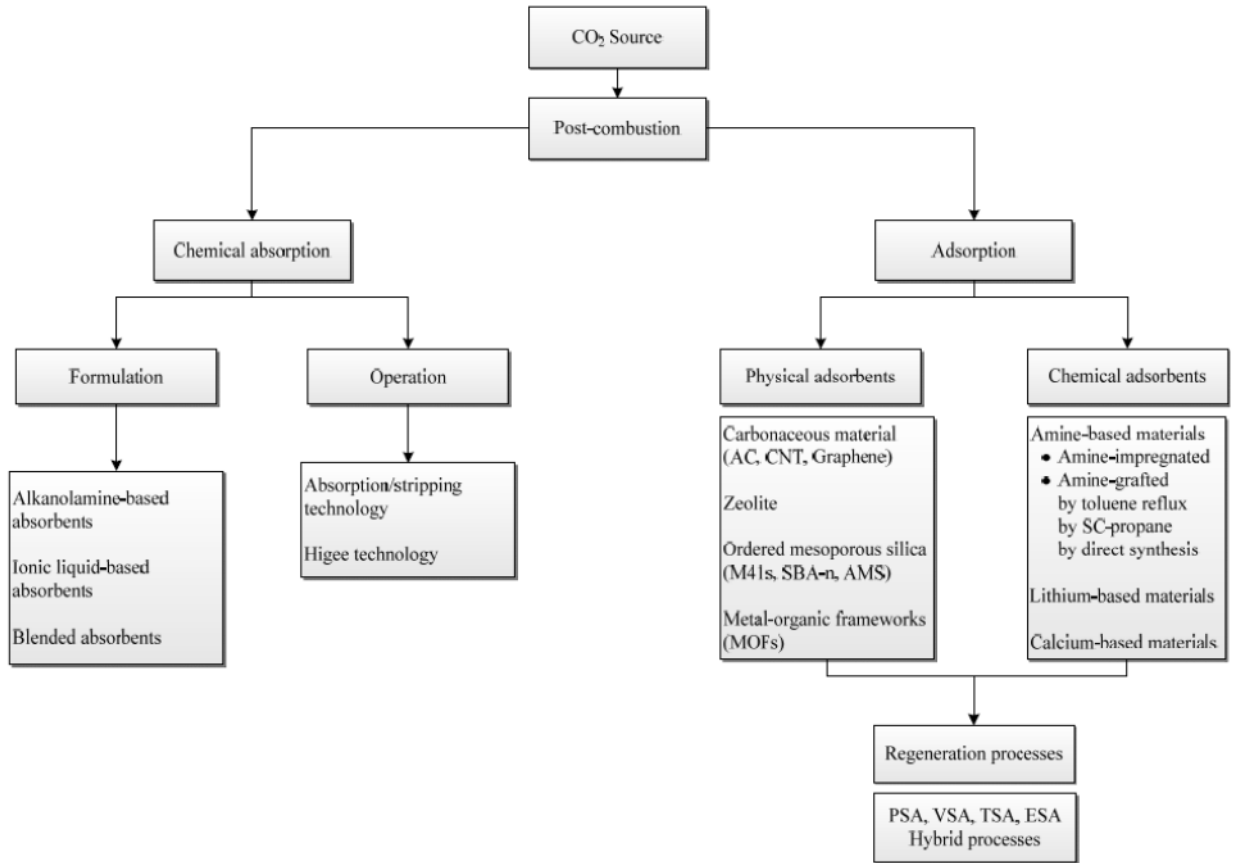 CO₂ Source
Post-combustion
Chemical absorption
Adsorption
Formulation
Operation
Physical adsorbents
Chemical adsorbents
Alkanolamine-based
absorbents
Ionic liquid-based
absorbents
Blended absorbents
Absorption/stripping
technology
Higee technology
Carbonaceous material
(AC, CNT, Graphene)
Zeolite
Ordered mesoporous silica
(M41s, SBA-n, AMS)
Metal-organic frameworks
(MOFs)
Amine-based materials
● Amine-impregnated
● Amine-grafted
by toluene reflux
by SC-propane
by direct synthesis
Lithium-based materials
Calcium-based materials
Regeneration processes
PSA, VSA, TSA, ESA
Hybrid processes